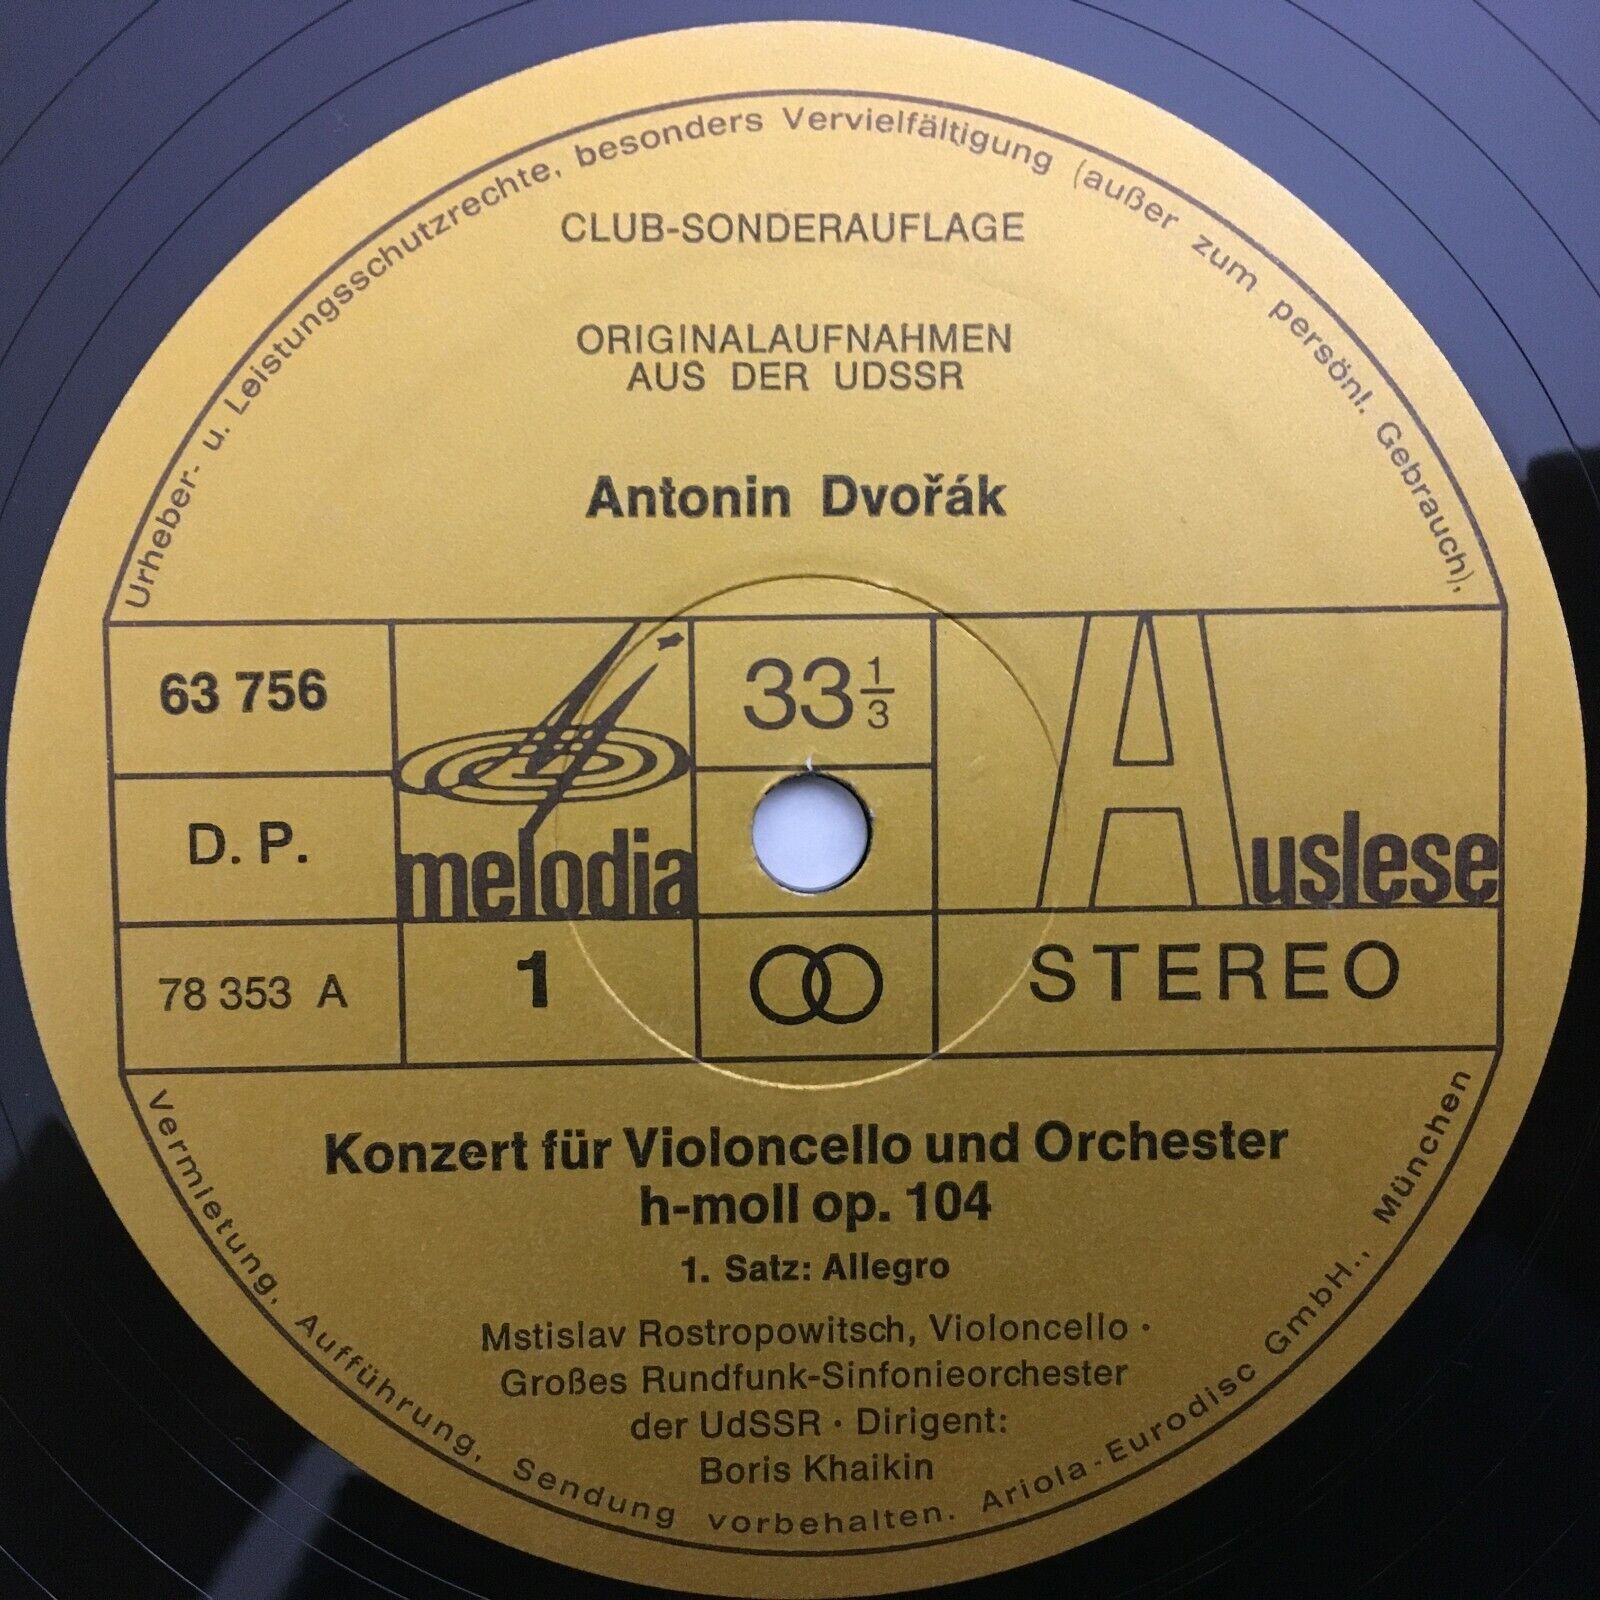 Urheber- u. Leistungsschutzrechte, besonders Vervielfältigung (außer zum persönl. Gebrauch),
CLUB-SONDERAUFLAGE
ORIGINALAUFNAHMEN
AUS DER UDSSR
Antonin Dvořák
63 756
D. P.
78 353 A
melodia
1
33 1/3
Auslese
STEREO
Konzert für Violoncello und Orchester
h-moll op. 104
1. Satz: Allegro
Mstislav Rostropowitsch, Violoncello ·
Großes Rundfunk-Sinfonieorchester
der UdSSR · Dirigent:
Boris Khaikin
Vermietung, Aufführung, Sendung vorbehalten. Ariola-Eurodisc GmbH., München